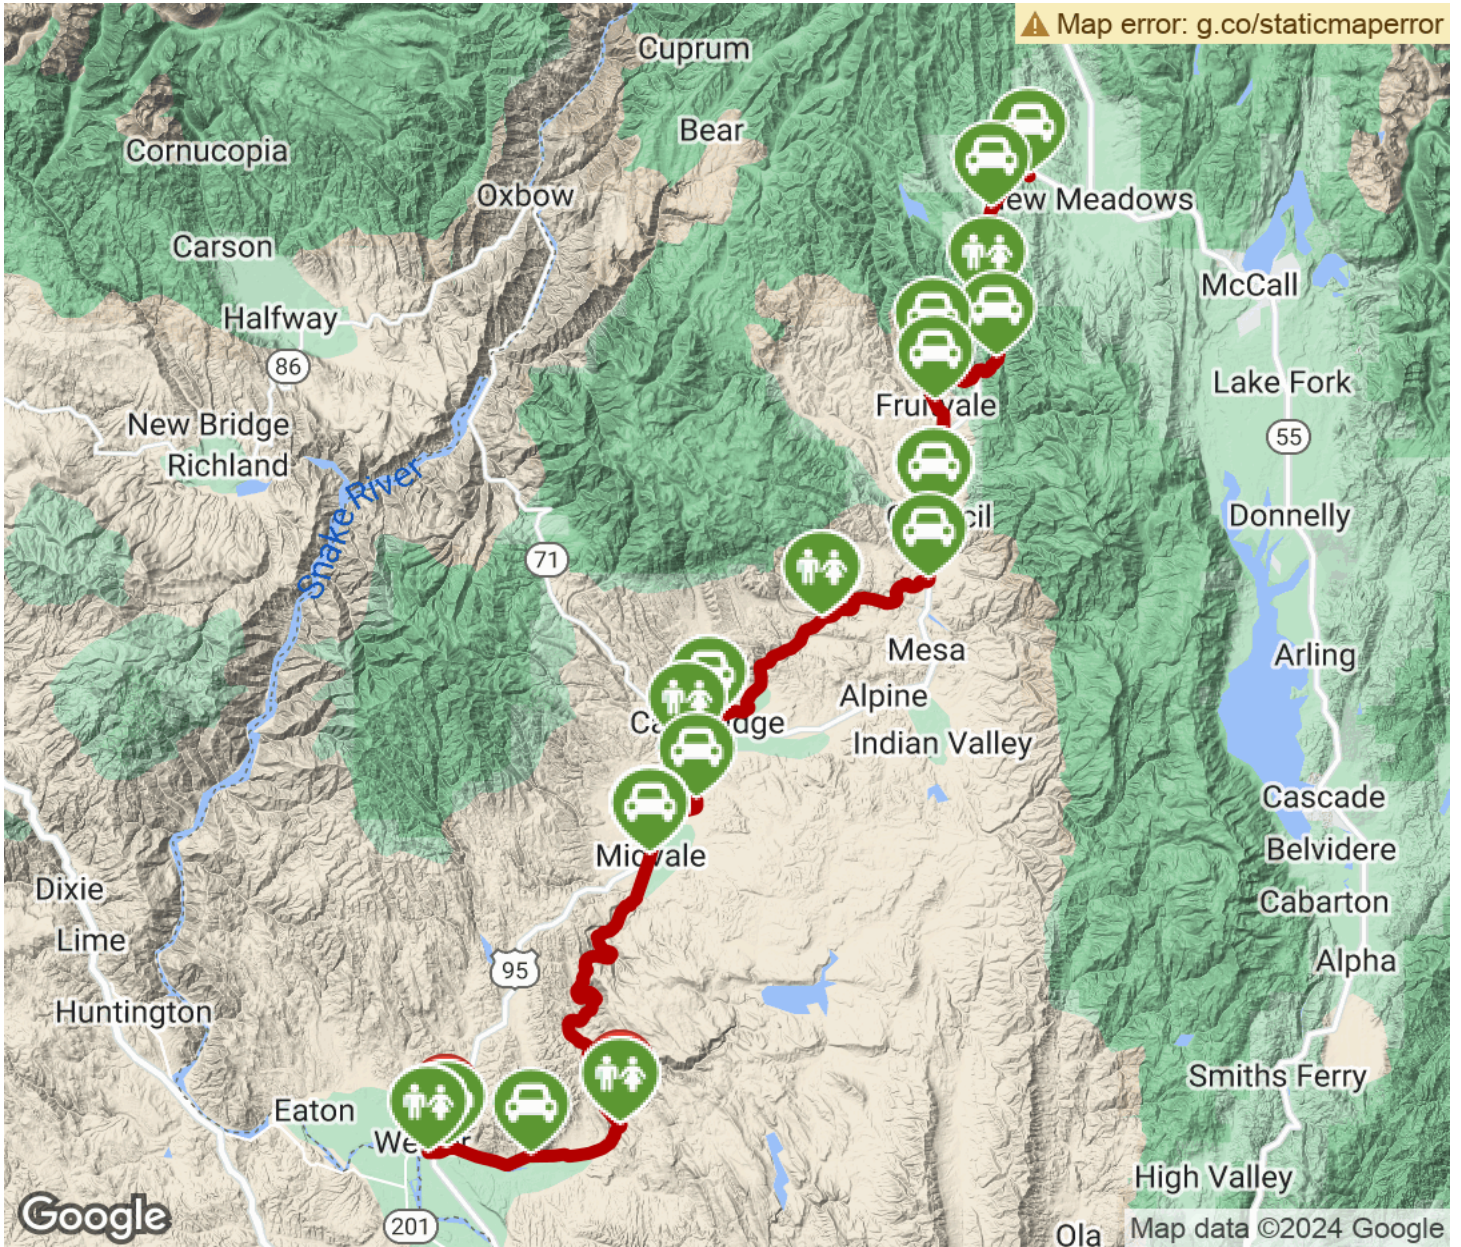 Map error: g.co/staticmaperror
Cuprum
Bear
Cornucopia
Oxbow
New Meadows
Carson
McCall
Halfway
86
Lake Fork
New Bridge
Richland
55
Snake River
Donnelly
71
Mesa
Arling
Alpine
Indian Valley
Cascade
Belvidere
Dixie
Cabarton
Lime
Alpha
95
Huntington
Smiths Ferry
Eaton
High Valley
201
Ola
Google
Map data ©2024 Google